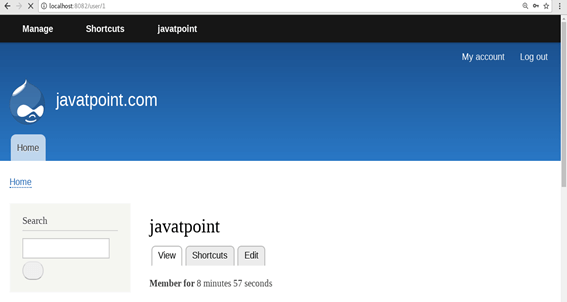 localhost:8082/user/1
Manage Shortcuts javatpoint
My account Log out
javatpoint.com
Home
Home
Search
javatpoint
View Shortcuts Edit
Member for 8 minutes 57 seconds